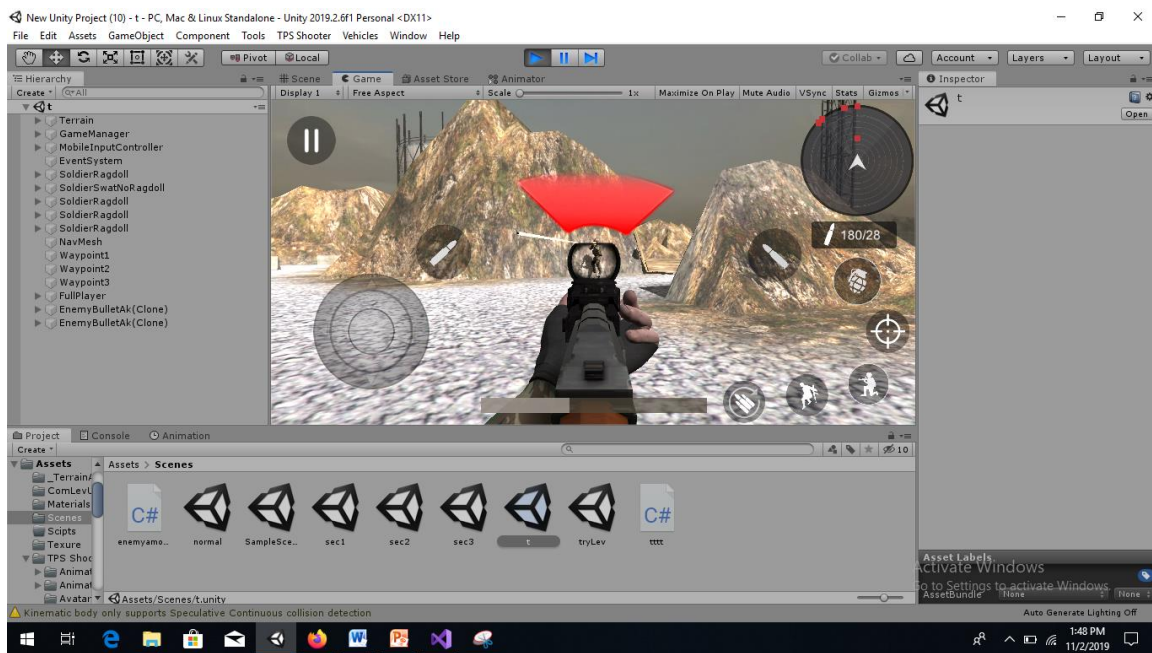 New Unity Project (10) - t - PC, Mac & Linux Standalone - Unity 2019.2.6f1 Personal <DX11>
File Edit Assets GameObject Component Tools TPS Shooter Vehicles Window Help
Pivot Local Collab Account Layers Layout
Hierarchy
Create All
t
Terrain
GameManager
MobileInputController
EventSystem
SoldierRagdoll
SoldierSwatNoRagdoll
SoldierRagdoll
SoldierRagdoll
SoldierRagdoll
NavMesh
Waypoint1
Waypoint2
Waypoint3
FullPlayer
EnemyBulletAk(Clone)
EnemyBulletAk(Clone)
Scene Game Asset Store Animator
Display 1 Free Aspect Scale 1x Maximize On Play Mute Audio VSync Stats Gizmos
180/28
Inspector
t
Open
Project Console Animation
Create 10
Assets
_TerrainA
ComLevU
Materials
Scenes
Scipts
Texure
TPS Shoo
Animat
Animat
Avatar
Assets > Scenes
C# C#
enemyamo... normal SampleSce... sec1 sec2 sec3 t tryLev tttt
Assets/Scenes/t.unity
Asset Labels
Activate Windows
Go to Settings to activate Windows.
AssetBundle None None
Kinematic body only supports Speculative Continuous collision detection
Auto Generate Lighting Off
1:48 PM
11/2/2019